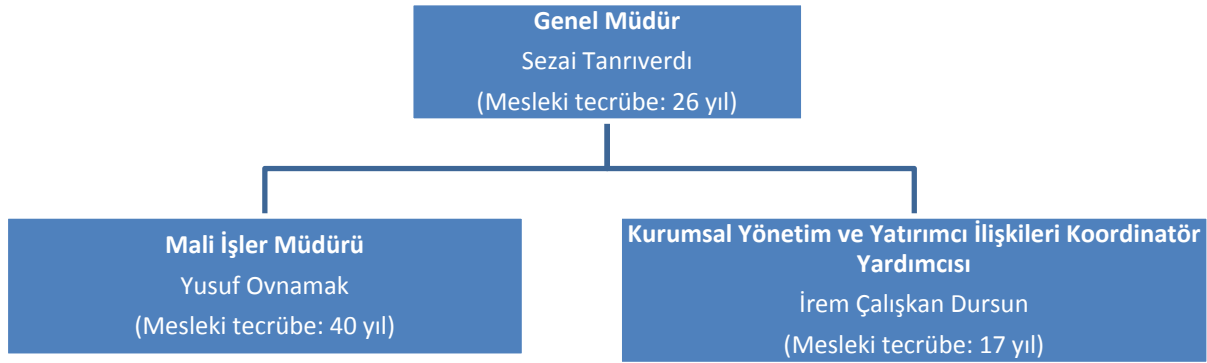 Genel Müdür
Sezai Tanrıverdı
(Mesleki tecrübe: 26 yıl)
Mali İşler Müdürü
Yusuf Ovnamak
(Mesleki tecrübe: 40 yıl)
Kurumsal Yönetim ve Yatırımcı İlişkileri Koordinatör
Yardımcısı
İrem Çalışkan Dursun
(Mesleki tecrübe: 17 yıl)